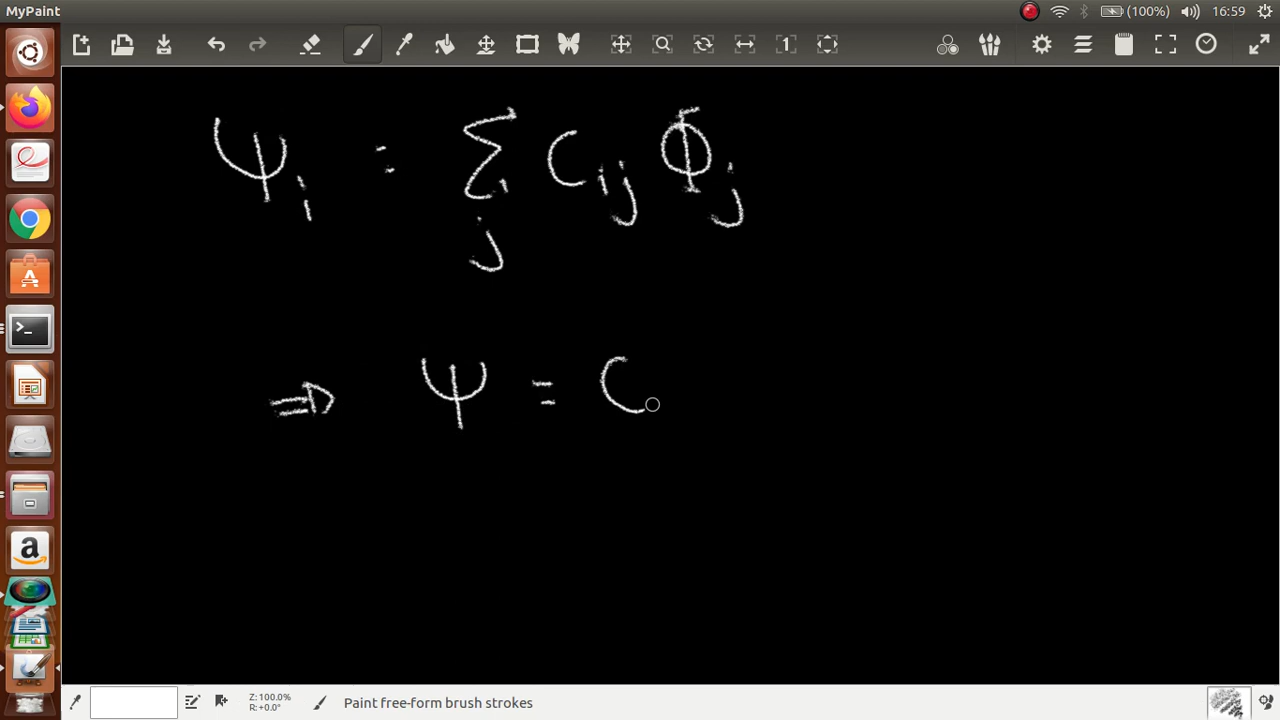 MyPaint (100%) 16:59
Ψi = Σj Cij Φj
⇒ Ψ = C
Z: 100.0%
R: +0.0°
Paint free-form brush strokes